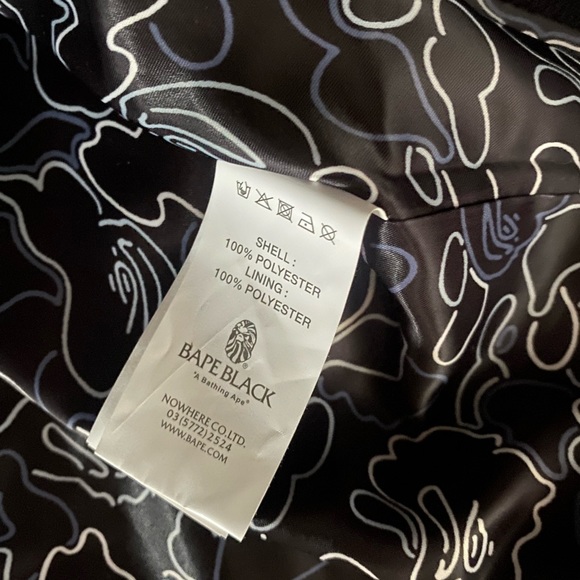 SHELL :
100% POLYESTER
LINING :
100% POLYESTER
®
BAPE BLACK
"A Bathing Ape"
NOWHERE CO.,LTD.
03(5772)2524
WWW.BAPE.COM